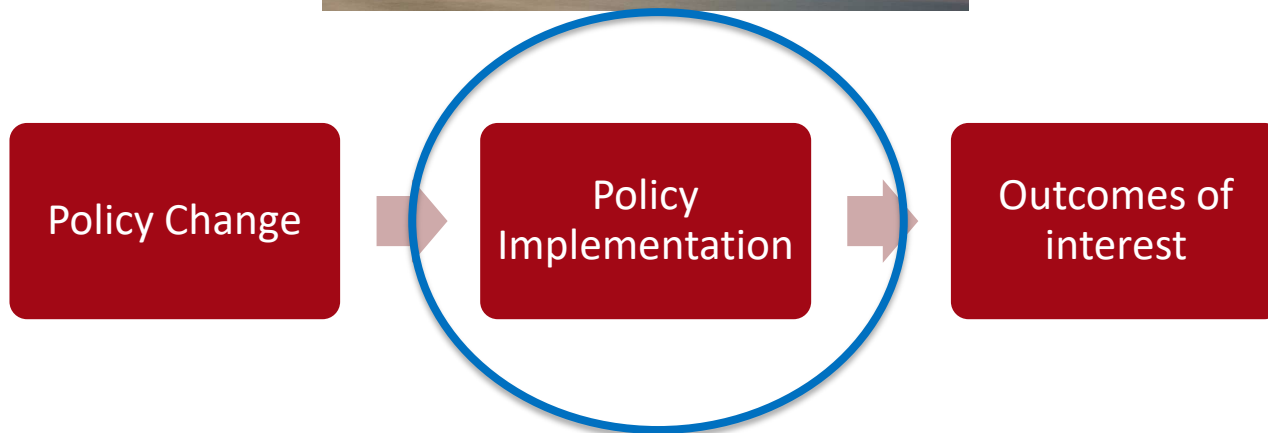 Policy Change
Policy
Implementation
Outcomes of
interest